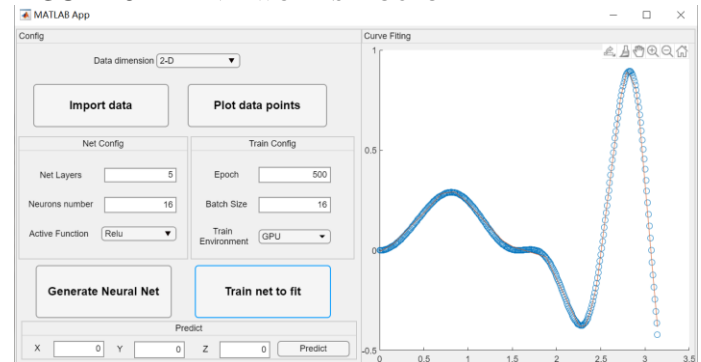 MATLAB App
Config
Data dimension 2-D
Import data
Plot data points
Net Config
Net Layers 5
Neurons number 16
Active Function Relu
Train Config
Epoch 500
Batch Size 16
Train
Environment GPU
Generate Neural Net
Train net to fit
Predict
X 0 Y 0 Z 0 Predict
Curve Fiting
1
0.5
0
-0.5
0 0.5 1 1.5 2 2.5 3 3.5